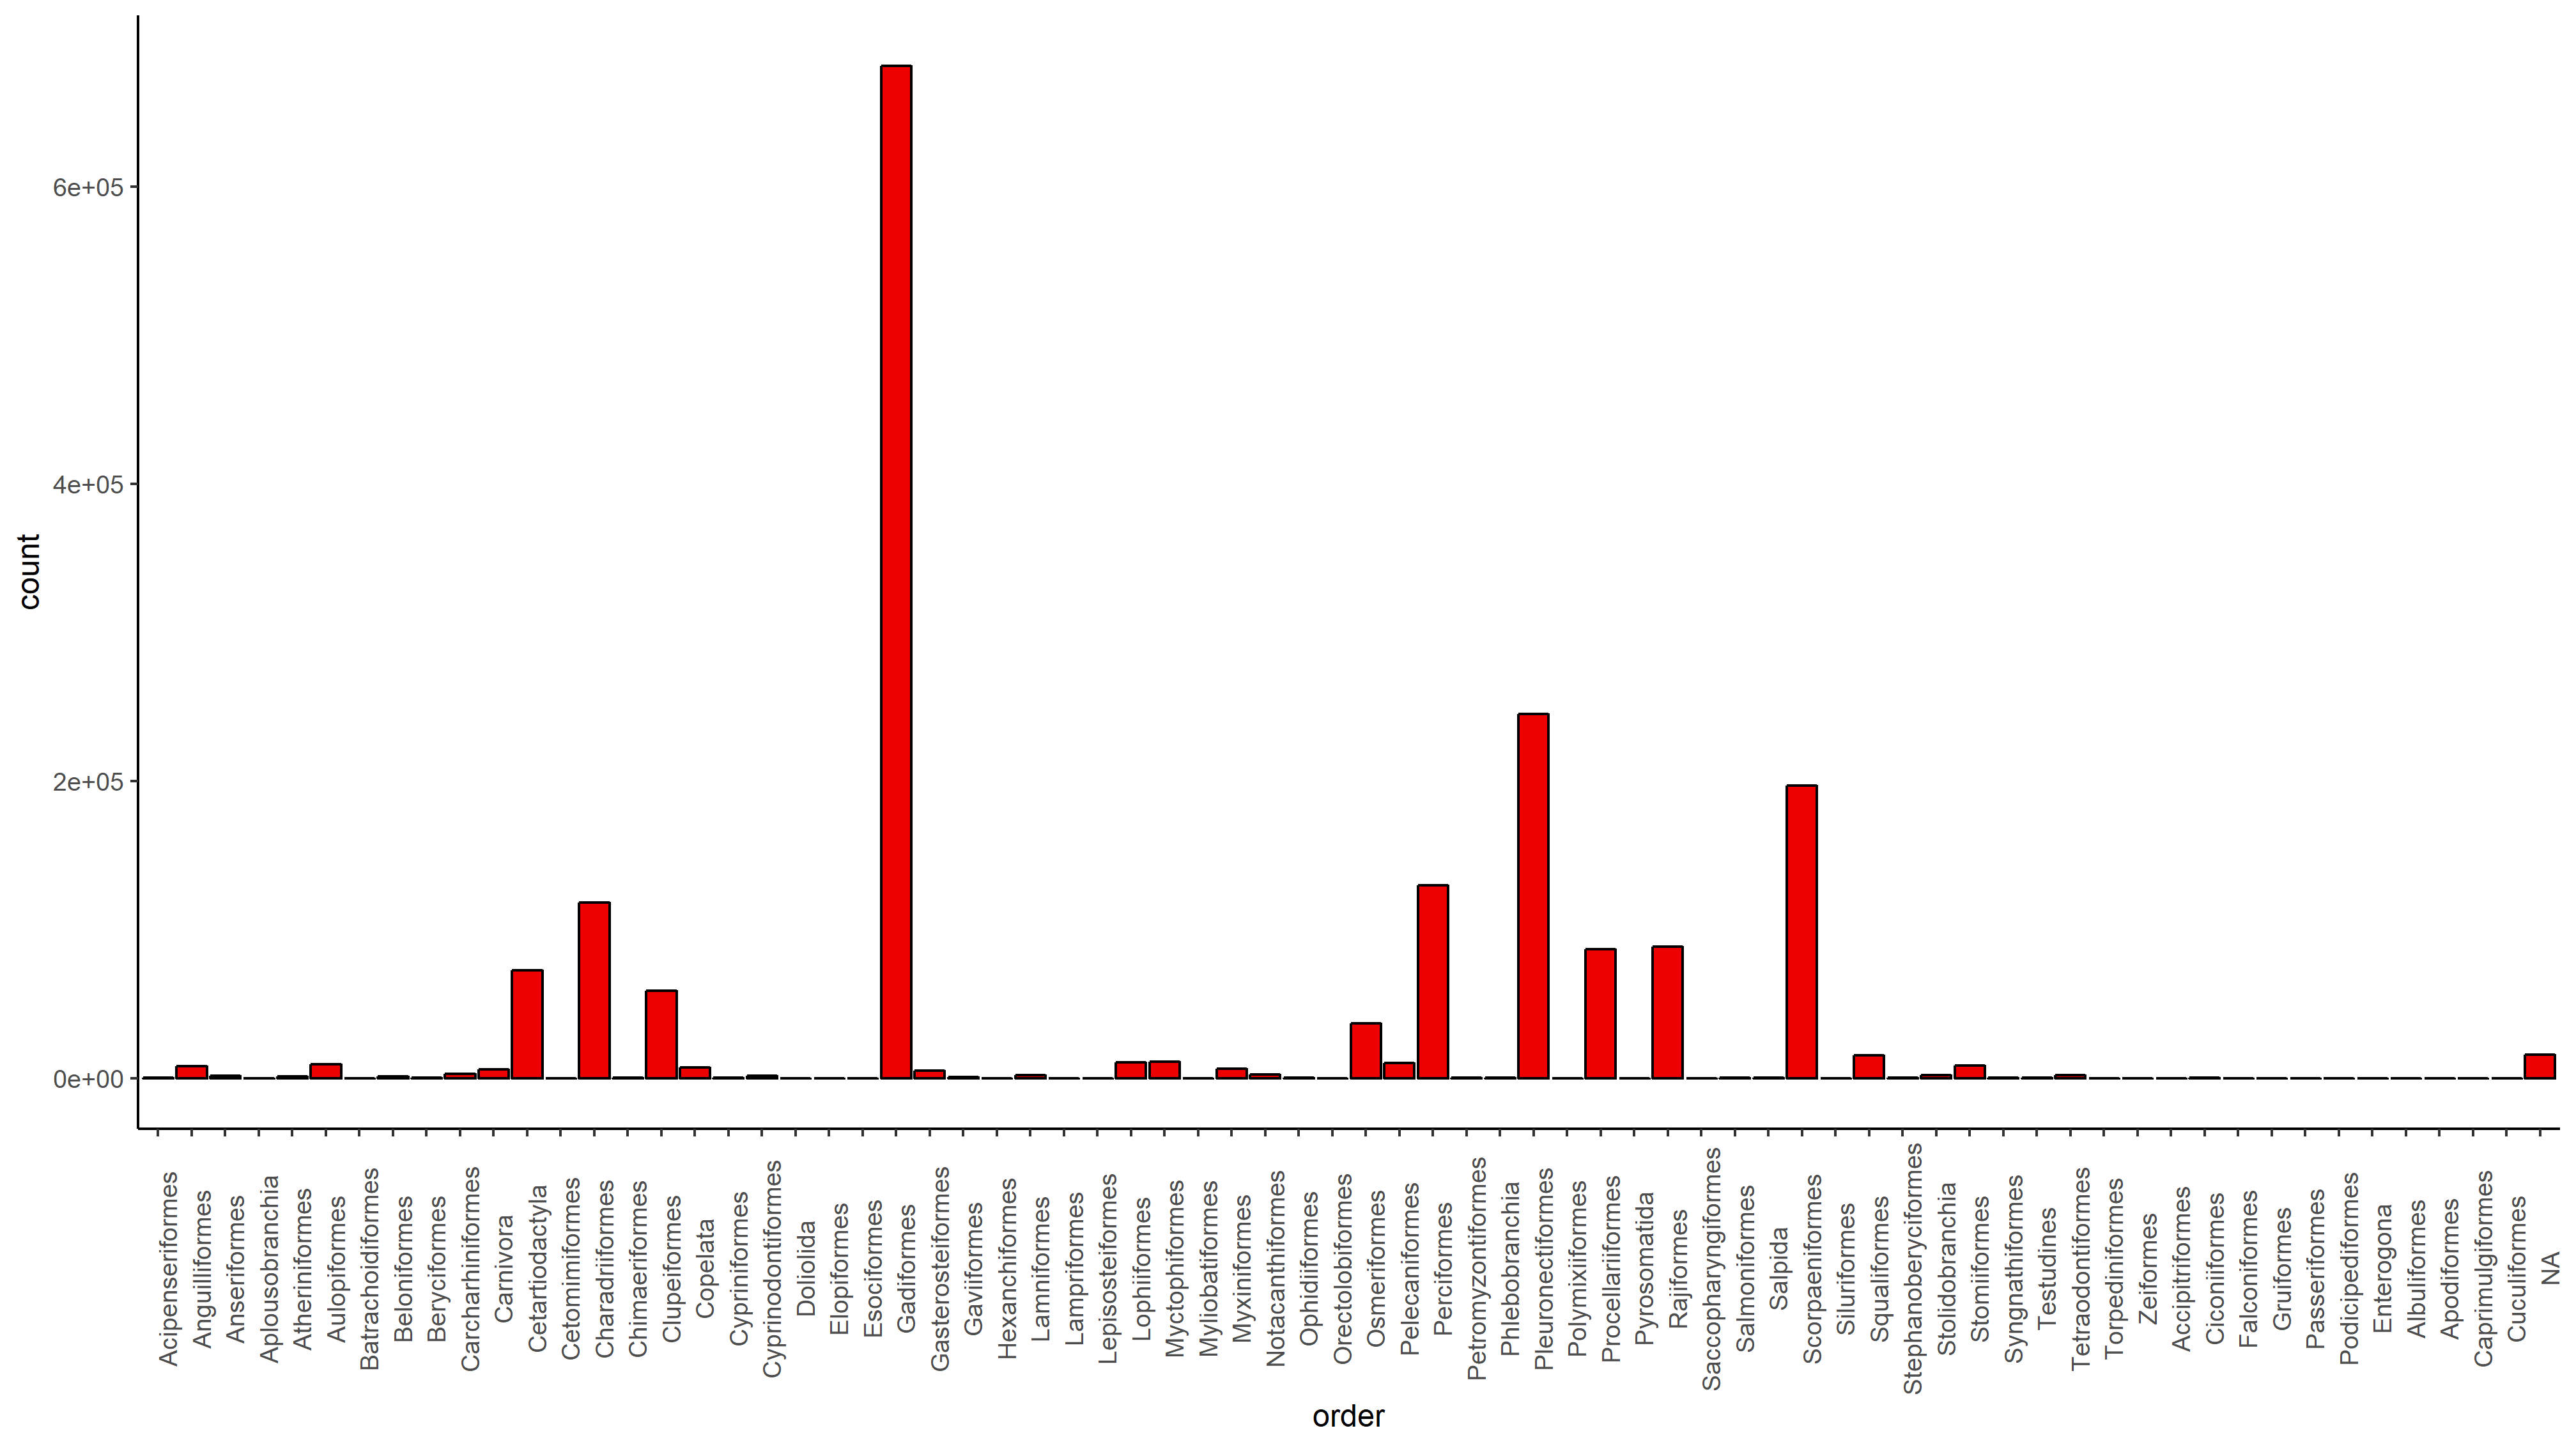 6e+05
4e+05
2e+05
0e+00
count
Acipenseriformes
Anguilliformes
Anseriformes
Aplousobranchia
Atheriniformes
Aulopiformes
Batrachoidiformes
Beloniformes
Beryciformes
Carcharhiniformes
Carnivora
Cetartiodactyla
Cetomimiformes
Charadriiformes
Chimaeriformes
Clupeiformes
Copelata
Cypriniformes
Cyprinodontiformes
Doliolida
Elopiformes
Esociformes
Gadiformes
Gasterosteiformes
Gaviiformes
Hexanchiformes
Lamniformes
Lampriformes
Lepisosteiformes
Lophiiformes
Myctophiformes
Myliobatiformes
Myxiniformes
Notacanthiformes
Ophidiiformes
Orectolobiformes
Osmeriformes
Pelecaniformes
Perciformes
Petromyzontiformes
Phlebobranchia
Pleuronectiformes
Polymixiiformes
Procellariiformes
Pyrosomatida
Rajiformes
Saccopharyngiformes
Salmoniformes
Salpida
Scorpaeniformes
Siluriformes
Squaliformes
Stephanoberyciformes
Stolidobranchia
Stomiiformes
Syngnathiformes
Testudines
Tetraodontiformes
Torpediniformes
Zeiformes
Accipitriformes
Ciconiiformes
Falconiformes
Gruiformes
Passeriformes
Podicipediformes
Enterogona
Albuliformes
Apodiformes
Caprimulgiformes
Cuculiformes
NA
order